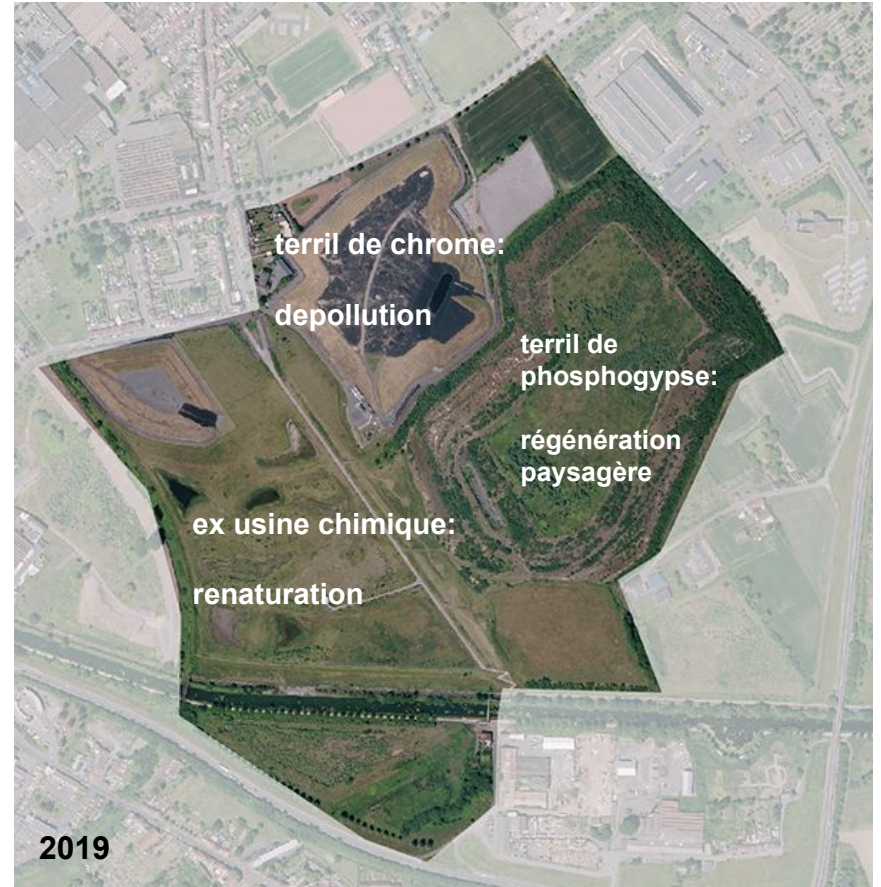 terril de chrome:
depollution
terril de
phosphogypse:
régénération
paysagère
ex usine chimique:
renaturation
2019